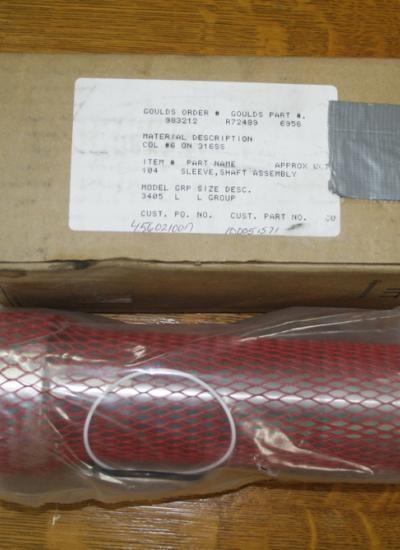 GOULDS ORDER # GOULDS PART #.
983212 R72489 6956
MATERIAL DESCRIPTION
COL #6 ON 316SS
ITEM # PART NAME APPROX
104 SLEEVE,SHAFT ASSEMBLY
MODEL GRP SIZE DESC.
3405 L L GROUP
CUST. PO. NO. CUST. PART NO.